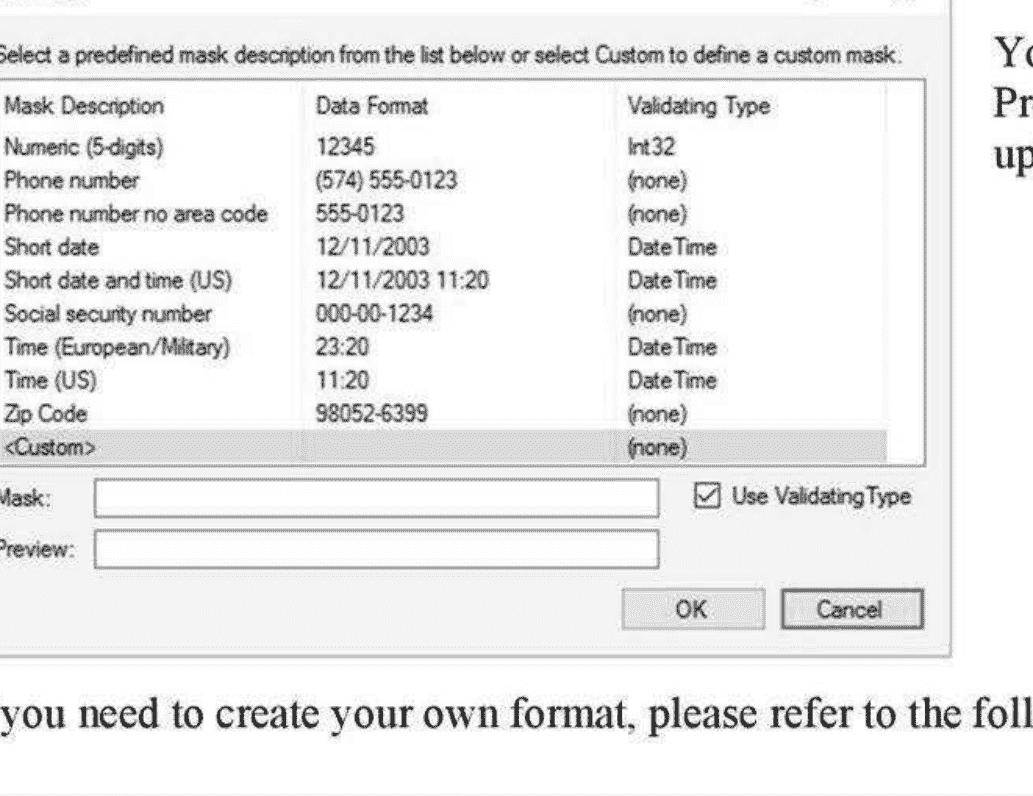 Select a predefined mask description from the list below or select Custom to define a custom mask.
Mask Description Data Format Validating Type
Numeric (5-digits) 12345 Int32
Phone number (574) 555-0123 (none)
Phone number no area code 555-0123 (none)
Short date 12/11/2003 DateTime
Short date and time (US) 12/11/2003 11:20 DateTime
Social security number 000-00-1234 (none)
Time (European/Military) 23:20 DateTime
Time (US) 11:20 DateTime
Zip Code 98052-6399 (none)
<Custom> (none)
Mask: Use ValidatingType
Preview:
OK Cancel
Yo
Pr
up
you need to create your own format, please refer to the foll